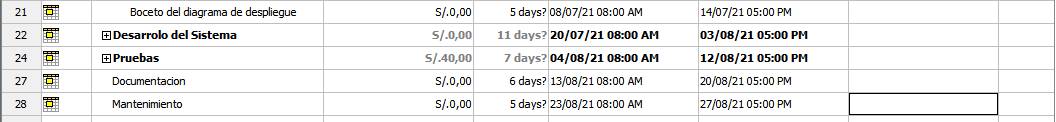 21 Boceto del diagrama de despliegue S/.0,00 5 days? 08/07/21 08:00 AM 14/07/21 05:00 PM
22 Desarrolo del Sistema S/.0,00 11 days? 20/07/21 08:00 AM 03/08/21 05:00 PM
24 Pruebas S/.40,00 7 days? 04/08/21 08:00 AM 12/08/21 05:00 PM
27 Documentacion S/.0,00 6 days? 13/08/21 08:00 AM 20/08/21 05:00 PM
28 Mantenimiento S/.0,00 5 days? 23/08/21 08:00 AM 27/08/21 05:00 PM